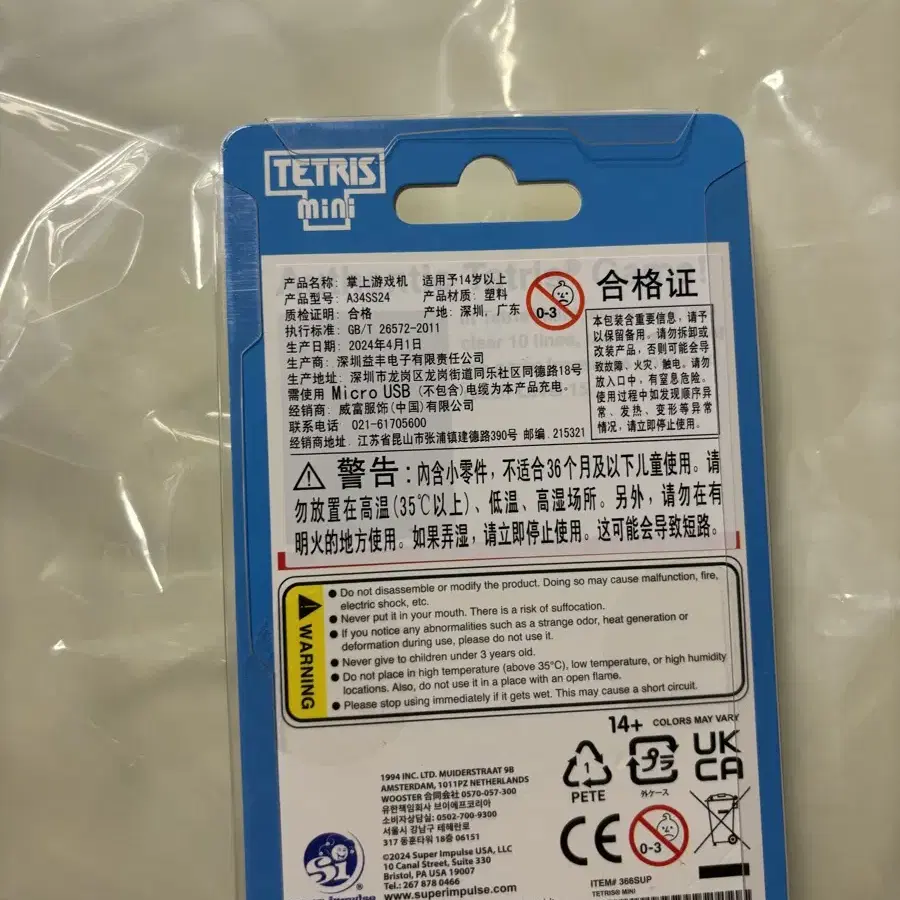 TETRIS
mini
产品名称：掌上游戏机 适用予14岁以上
产品型号：A34SS24 产品材质：塑料
质检证明：合格 产地：深圳，广东
执行标准：GB/T 26572-2011
生产日期：2024年4月1日
生产商：深圳益丰电子有限责任公司
生产地址：深圳市龙岗区龙岗街道同乐社区同德路18号
需使用 Micro USB（不包含）电缆为本产品充电。
经销商：威富服饰（中国）有限公司
联系电话 021-61705600
经销商地址：江苏省昆山市张浦镇建德路390号 邮编.215321
0-3
合格证
本包装含重要信息，请予
以保留备用。请勿拆卸或
改装产品，否则可能会导
致故障、火灾、触电。请勿
放入口中，有窒息危险。
使用过程中如发现顺序异
常、发热、变形等异常
情况，请立即停止使用。
警告：内含小零件，不适合36个月及以下儿童使用。请
勿放置在高温(35℃以上)、低温、高湿场所。另外，请勿在有
明火的地方使用。如果弄湿，请立即停止使用。这可能会导致短路。
WARNING
● Do not disassemble or modify the product. Doing so may cause malfunction, fire,
electric shock, etc.
● Never put it in your mouth. There is a risk of suffocation.
● If you notice any abnormalities such as a strange odor, heat generation or
deformation during use, please do not use it.
● Never give to children under 3 years old.
● Do not place in high temperature (above 35°C), low temperature, or high humidity
locations. Also, do not use it in a place with an open flame.
● Please stop using immediately if it gets wet. This may cause a short circuit.
14+ COLORS MAY VARY
1
PETE
プラ
外ケース
UK
CA
CE
0-3
1994 INC. LTD. MUIDERSTRAAT 9B
AMSTERDAM, 1011PZ NETHERLANDS
WOOSTER 合同会社 0570-057-300
유한책임회사 브이에프코리아
소비자상담실: 0502-700-9300
서울시 강남구 테헤란로
317 동훈타워 18층 06151
©2024 Super Impulse USA, LLC
10 Canal Street, Suite 330
Bristol, PA USA 19007
Tel.: 267 878 0466
www.superimpulse.com
SI
®
Super Impulse
ITEM# 366SUP
TETRIS® MINI